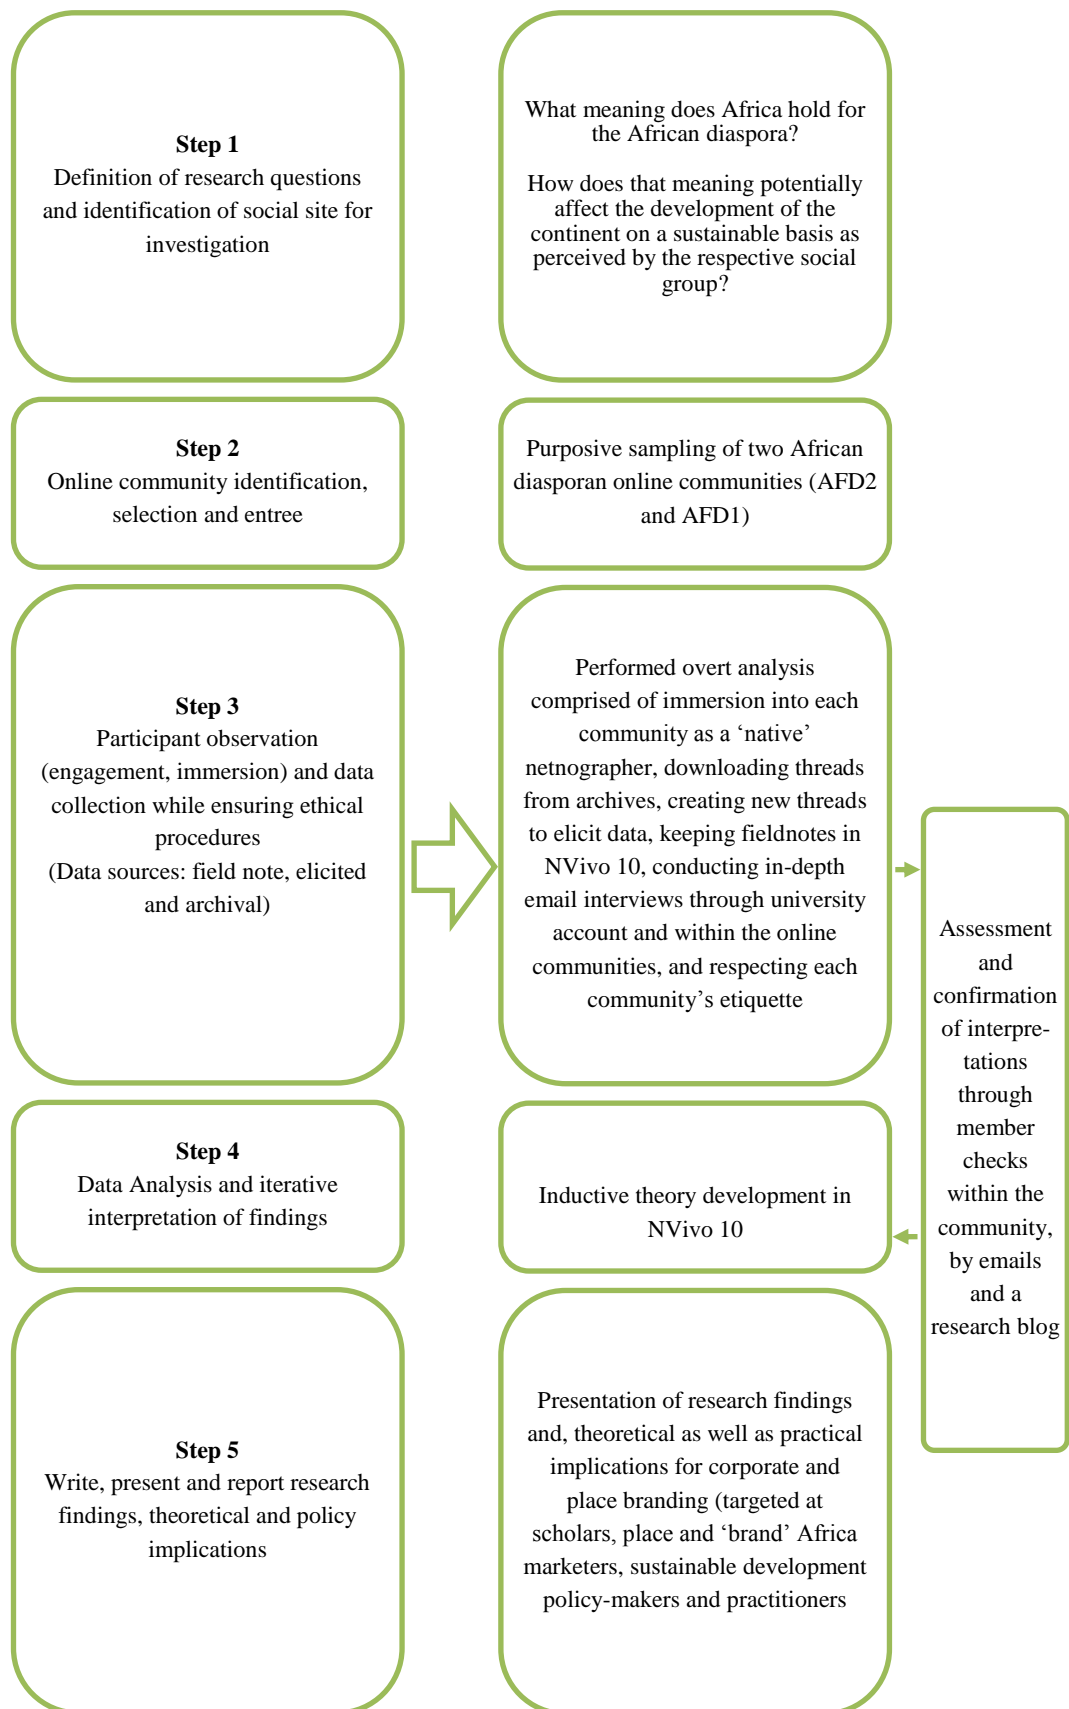 Step 1
Definition of research questions
and identification of social site for
investigation
What meaning does Africa hold for
the African diaspora?
How does that meaning potentially
affect the development of the
continent on a sustainable basis as
perceived by the respective social
group?
Step 2
Online community identification,
selection and entree
Purposive sampling of two African
diasporan online communities (AFD2
and AFD1)
Step 3
Participant observation
(engagement, immersion) and data
collection while ensuring ethical
procedures
(Data sources: field note, elicited
and archival)
Performed overt analysis
comprised of immersion into each
community as a ‘native’
netnographer, downloading threads
from archives, creating new threads
to elicit data, keeping fieldnotes in
NVivo 10, conducting in-depth
email interviews through university
account and within the online
communities, and respecting each
community’s etiquette
Assessment
and
confirmation
of interpre-
tations
through
member
checks
within the
community,
by emails
and a
research blog
Step 4
Data Analysis and iterative
interpretation of findings
Inductive theory development in
NVivo 10
Step 5
Write, present and report research
findings, theoretical and policy
implications
Presentation of research findings
and, theoretical as well as practical
implications for corporate and
place branding (targeted at
scholars, place and ‘brand’ Africa
marketers, sustainable development
policy-makers and practitioners